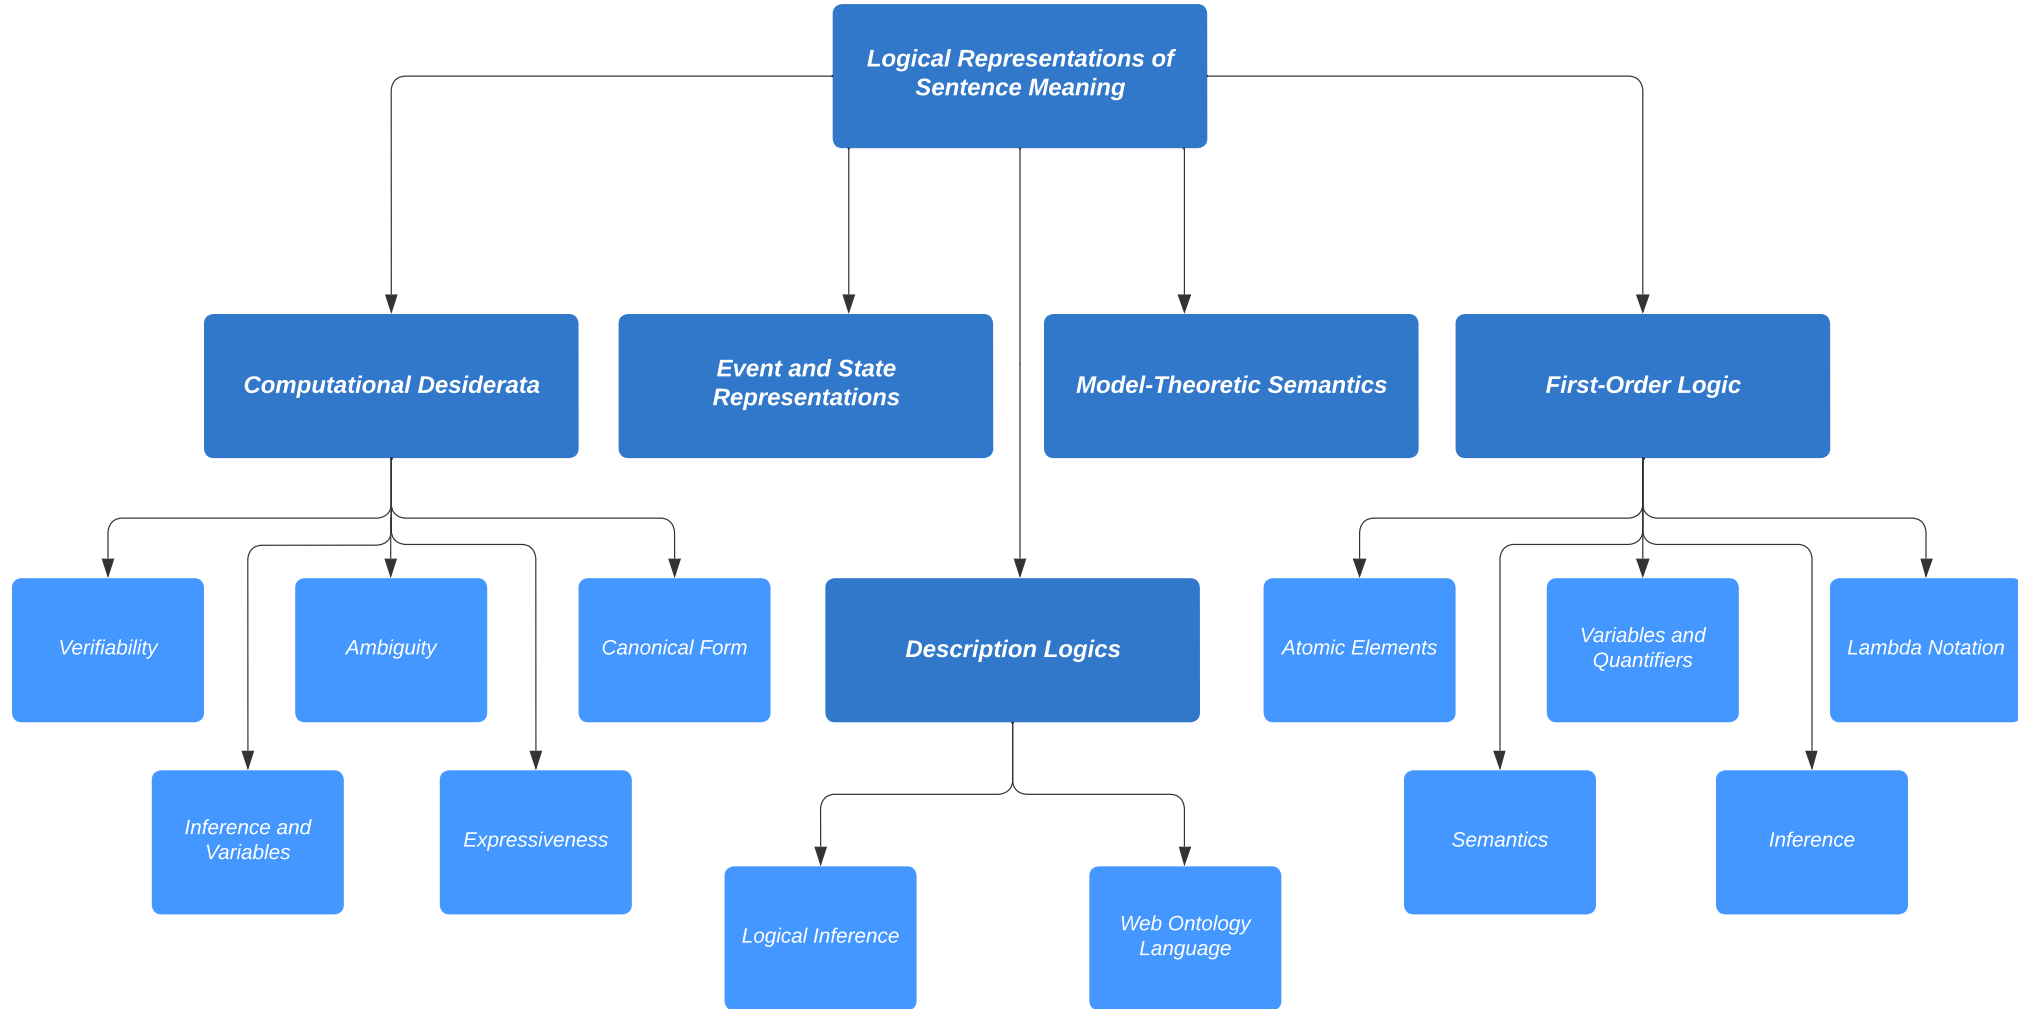 Logical Representations of
Sentence Meaning
Computational Desiderata
Event and State
Representations
Model-Theoretic Semantics
First-Order Logic
Verifiability
Ambiguity
Canonical Form
Description Logics
Atomic Elements
Variables and
Quantifiers
Lambda Notation
Inference and
Variables
Expressiveness
Semantics
Inference
Logical Inference
Web Ontology
Language